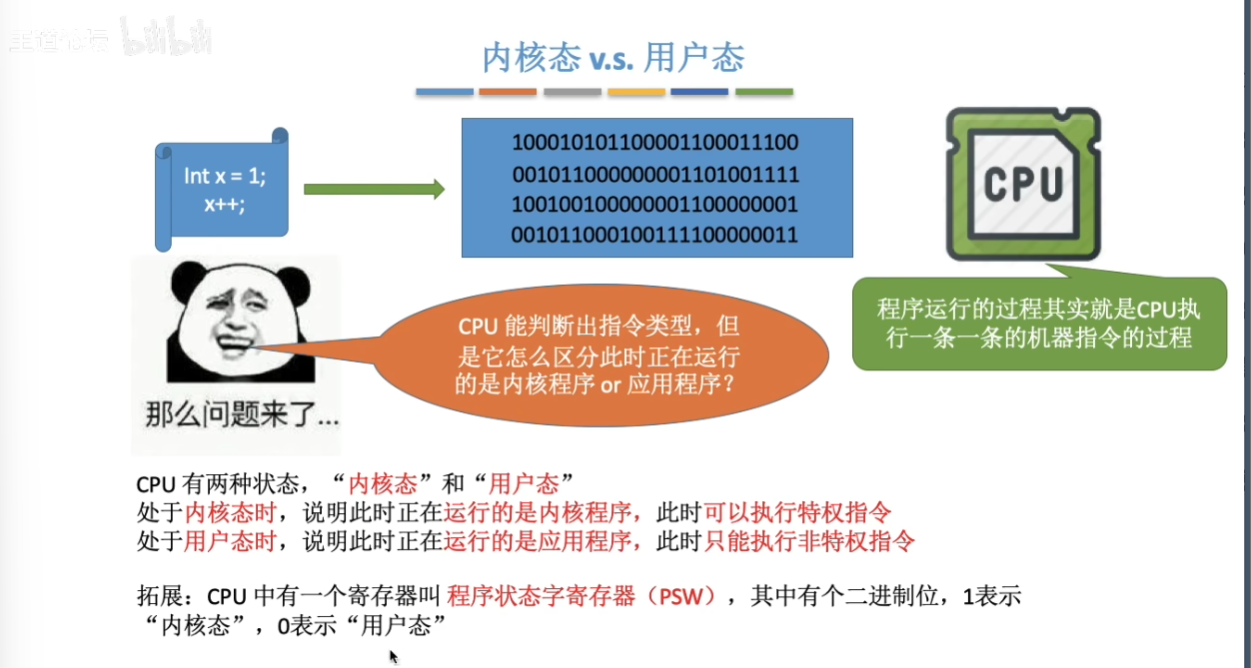 王道论坛 bilibili
内核态 v.s. 用户态
Int x = 1;
x++;
100010101100001100011100
001011000000001101001111
100100100000001100000001
001011000100111100000011
CPU
程序运行的过程其实就是CPU执
行一条一条的机器指令的过程
CPU 能判断出指令类型，但
是它怎么区分此时正在运行
的是内核程序 or 应用程序？
那么问题来了...
CPU 有两种状态，“内核态”和“用户态”
处于内核态时，说明此时正在运行的是内核程序，此时可以执行特权指令
处于用户态时，说明此时正在运行的是应用程序，此时只能执行非特权指令
拓展：CPU 中有一个寄存器叫 程序状态字寄存器（PSW），其中有个二进制位，1表示
“内核态”，0表示“用户态”